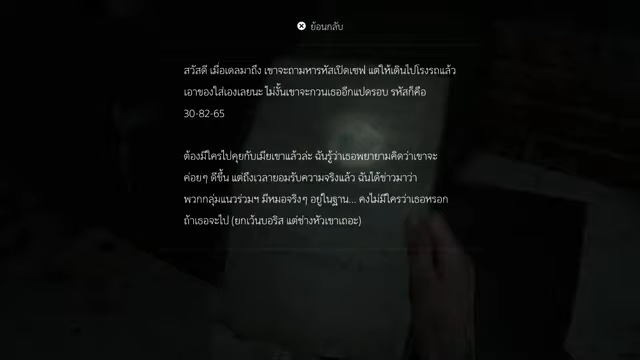 ย้อนกลับ
สวัสดี เมื่อเดลมาถึง เขาจะถามหารหัสเปิดเซฟ แต่ให้เดินไปโรงรถแล้ว
เอาของใส่เองเลยนะ ไม่งั้นเขาจะกวนเธออีกแปดรอบ รหัสก็คือ
30-82-65
ต้องมีใครไปคุยกับเมียเขาแล้วล่ะ ฉันรู้ว่าเธอพยายามคิดว่าเขาจะ
ค่อยๆ ดีขึ้น แต่ถึงเวลายอมรับความจริงแล้ว ฉันได้ข่าวมาว่า
พวกกลุ่มแนวร่วมฯ มีหมอจริงๆ อยู่ในฐาน... คงไม่มีใครว่าเธอหรอก
ถ้าเธอจะไป (ยกเว้นบอริส แต่ช่างหัวเขาเถอะ)